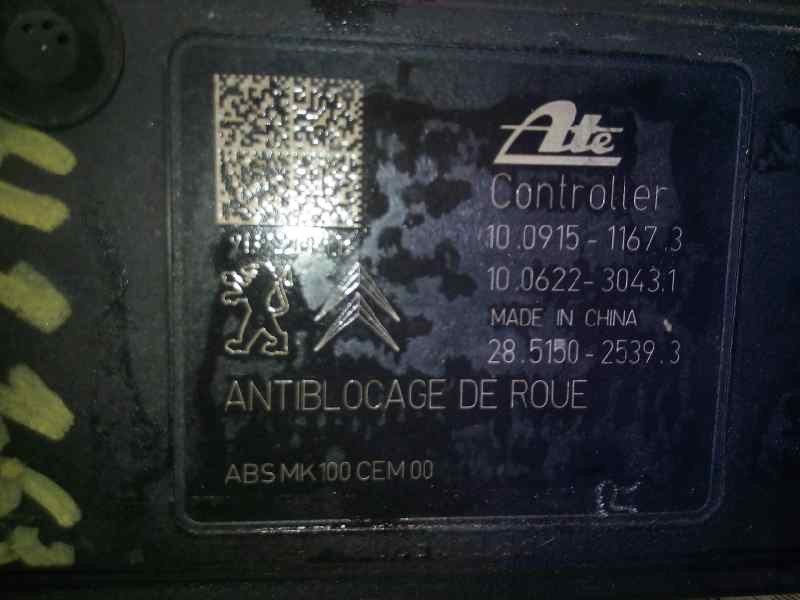 Ate
Controller
10.0915-1167.3
10.0622-3043.1
MADE IN CHINA
28.5150-2539.3
ANTIBLOCAGE DE ROUE
ABS MK100 CEM 00